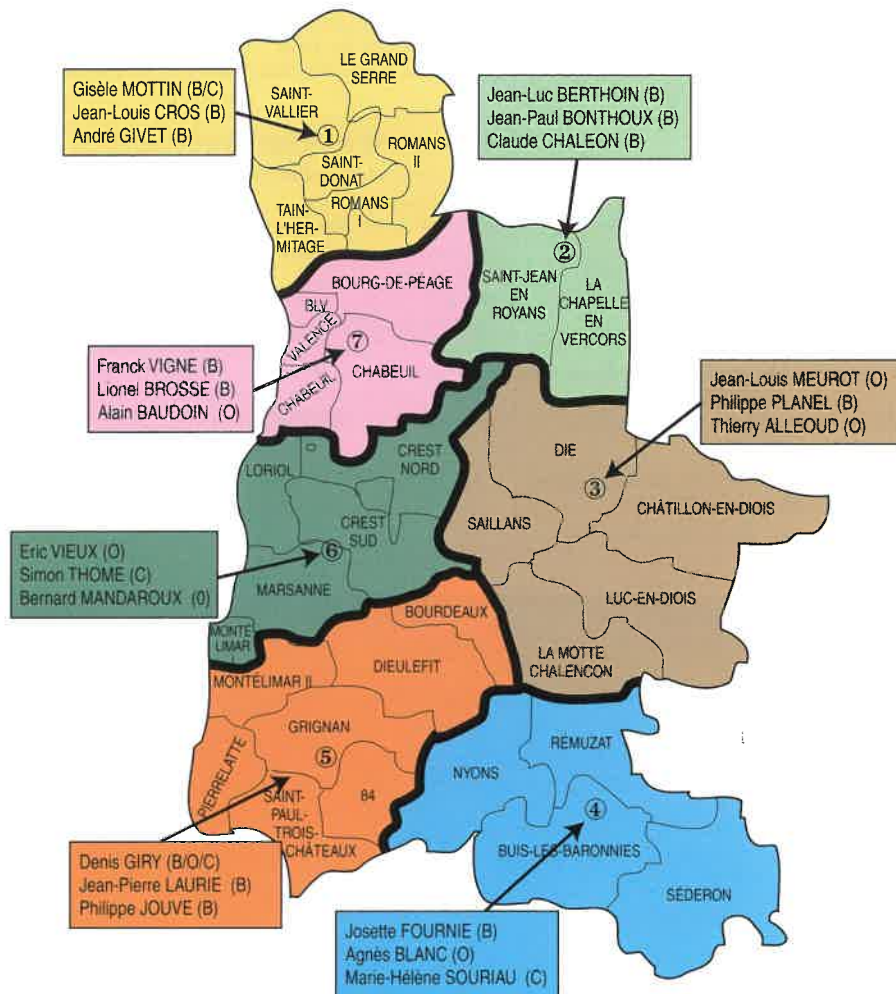 LE GRAND
SERRE
SAINT-
VALLIER
Gisèle MOTTIN (B/C)
Jean-Louis CROS (B)
André GIVET (B)
①
ROMANS
II
SAINT-
DONAT
ROMANS
I
TAIN-
L'HER-
MITAGE
Jean-Luc BERTHOIN (B)
Jean-Paul BONTHOUX (B)
Claude CHALEON (B)
②
SAINT-JEAN
EN
ROYANS
LA
CHAPELLE
EN
VERCORS
BOURG-DE-PÉAGE
BLV
VALENCE
⑦
CHABEUIL
CHABEUIL
Franck VIGNE (B)
Lionel BROSSE (B)
Alain BAUDOIN (O)
Jean-Louis MEUROT (O)
Philippe PLANEL (B)
Thierry ALLEOUD (O)
DIE
③
CHÂTILLON-EN-DIOIS
SAILLANS
LUC-EN-DIOIS
LA MOTTE
CHALENCON
LORIOL
CREST
NORD
CREST
SUD
⑥
MARSANNE
MONTE
LIMAR
I
Eric VIEUX (O)
Simon THOME (C)
Bernard MANDAROUX (0)
BOURDEAUX
DIEULEFIT
MONTÉLIMAR II
GRIGNAN
⑤
PIERRELATTE
84
SAINT-
PAUL-
TROIS-
CHÂTEAUX
Denis GIRY (B/O/C)
Jean-Pierre LAURIE (B)
Philippe JOUVE (B)
NYONS
RÉMUZAT
④
BUIS-LES-BARONNIES
SÉDERON
Josette FOURNIE (B)
Agnès BLANC (O)
Marie-Hélène SOURIAU (C)